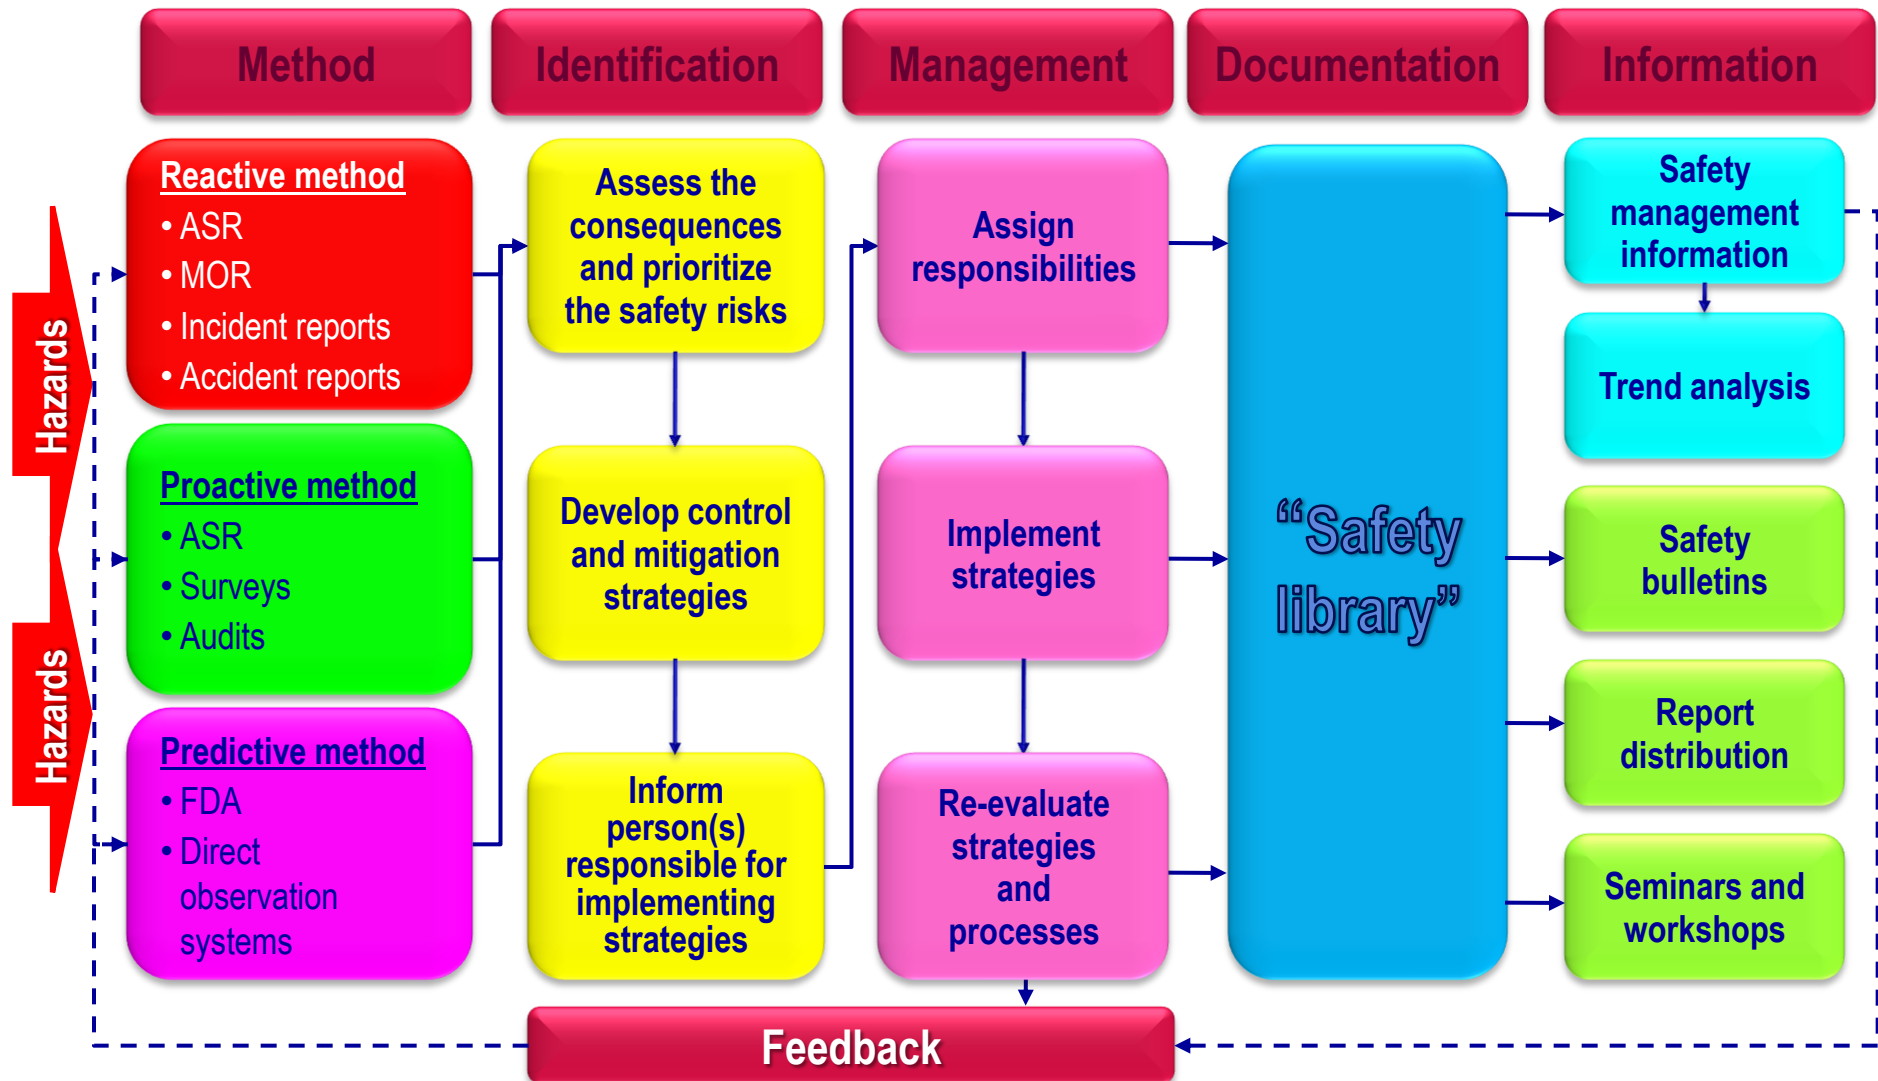 Method
Identification
Management
Documentation
Information
Hazards
Hazards
Reactive method
• ASR
• MOR
• Incident reports
• Accident reports
Proactive method
• ASR
• Surveys
• Audits
Predictive method
• FDA
• Direct
observation
systems
Assess the
consequences
and prioritize
the safety risks
Develop control
and mitigation
strategies
Inform
person(s)
responsible for
implementing
strategies
Assign
responsibilities
Implement
strategies
Re-evaluate
strategies
and
processes
“Safety
library”
Safety
management
information
Trend analysis
Safety
bulletins
Report
distribution
Seminars and
workshops
Feedback